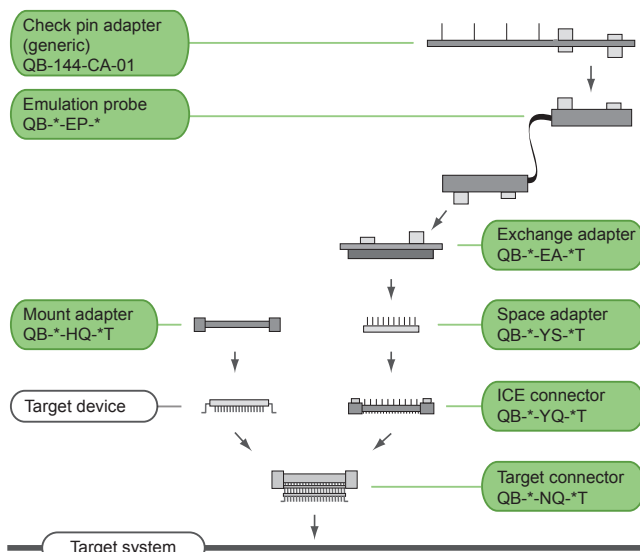 Check pin adapter
(generic)
QB-144-CA-01
Emulation probe
QB-*-EP-*
Exchange adapter
QB-*-EA-*T
Mount adapter
QB-*-HQ-*T
Space adapter
QB-*-YS-*T
Target device
ICE connector
QB-*-YQ-*T
Target connector
QB-*-NQ-*T
Target system